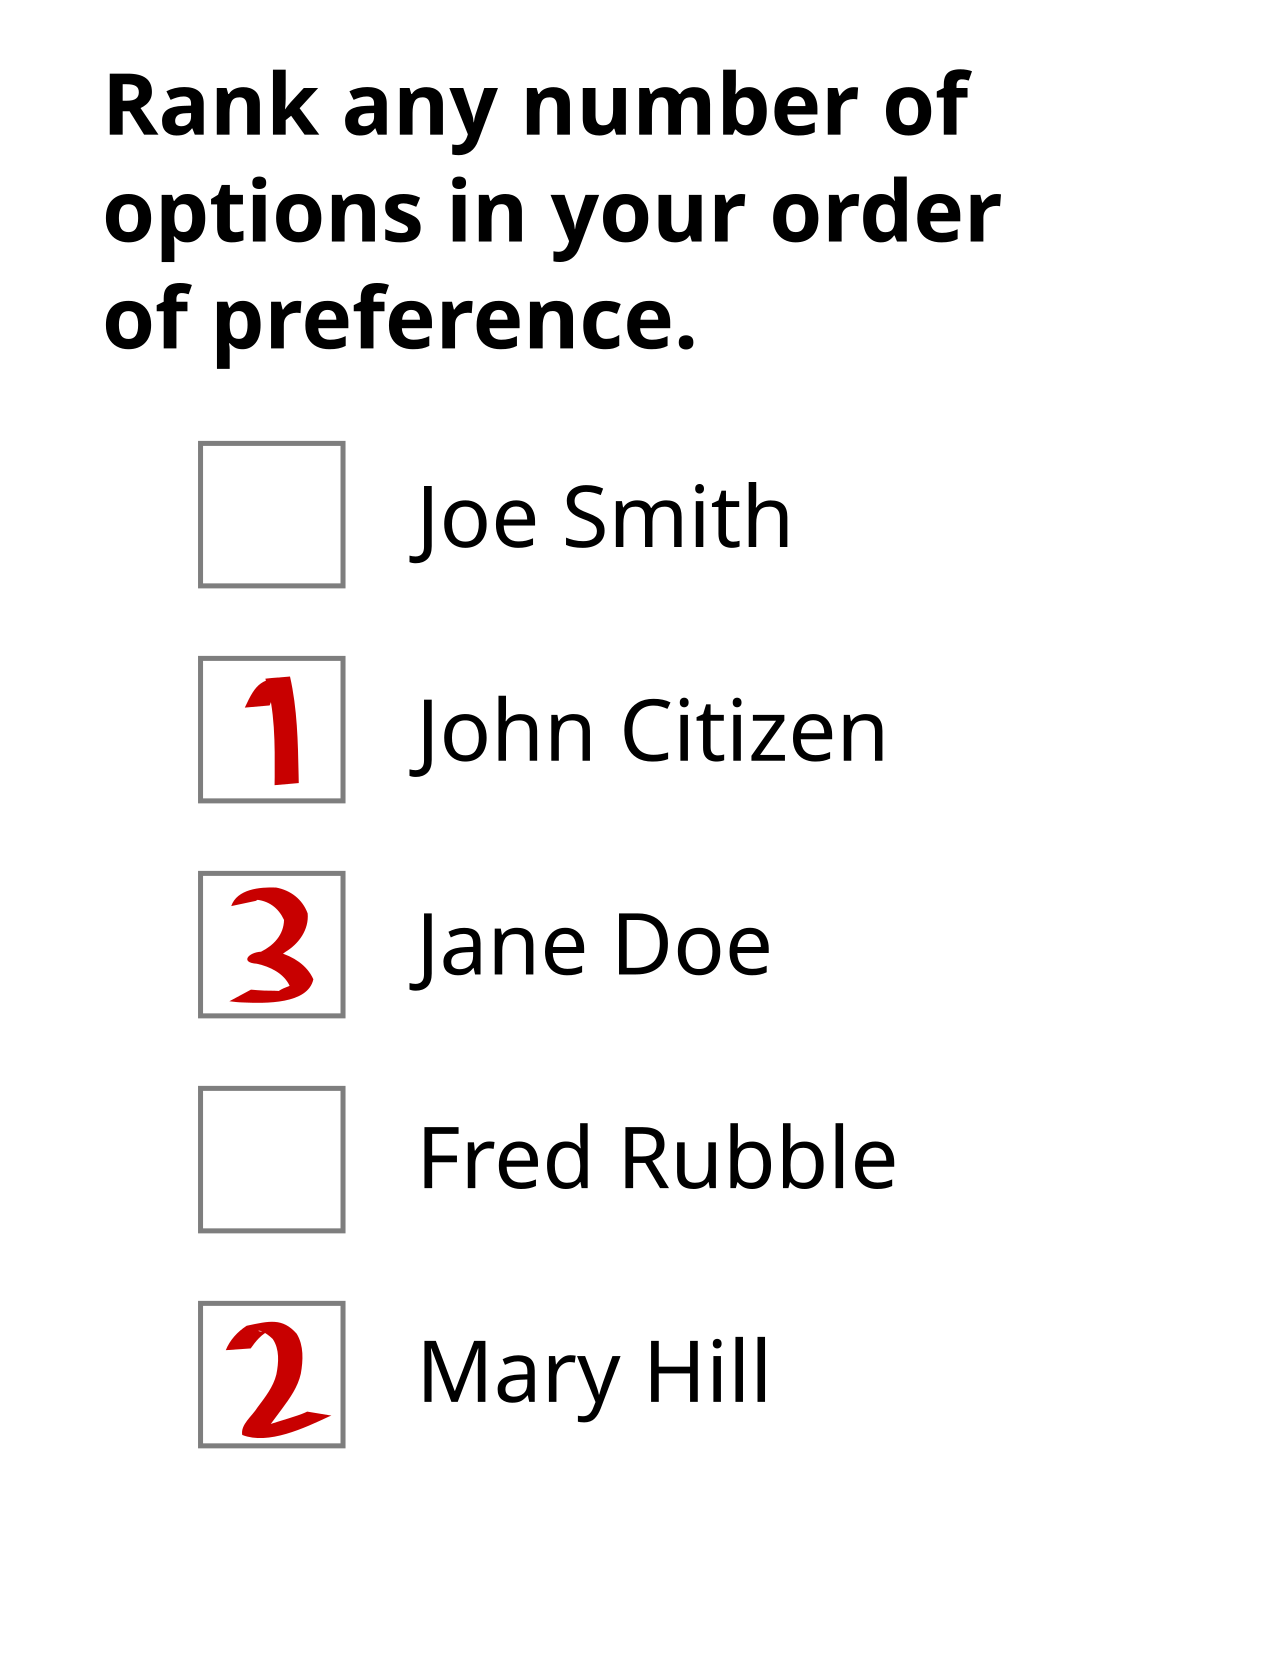 Rank any number of
options in your order
of preference.
Joe Smith
1 John Citizen
3 Jane Doe
Fred Rubble
2 Mary Hill